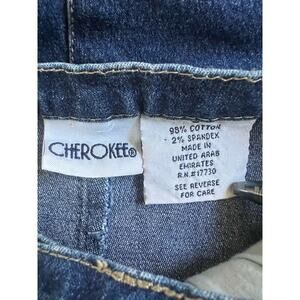 CHEROKEE®
98% COTTON
2% SPANDEX
MADE IN
UNITED ARAB
EMIRATES
R.N.#17730
SEE REVERSE
FOR CARE